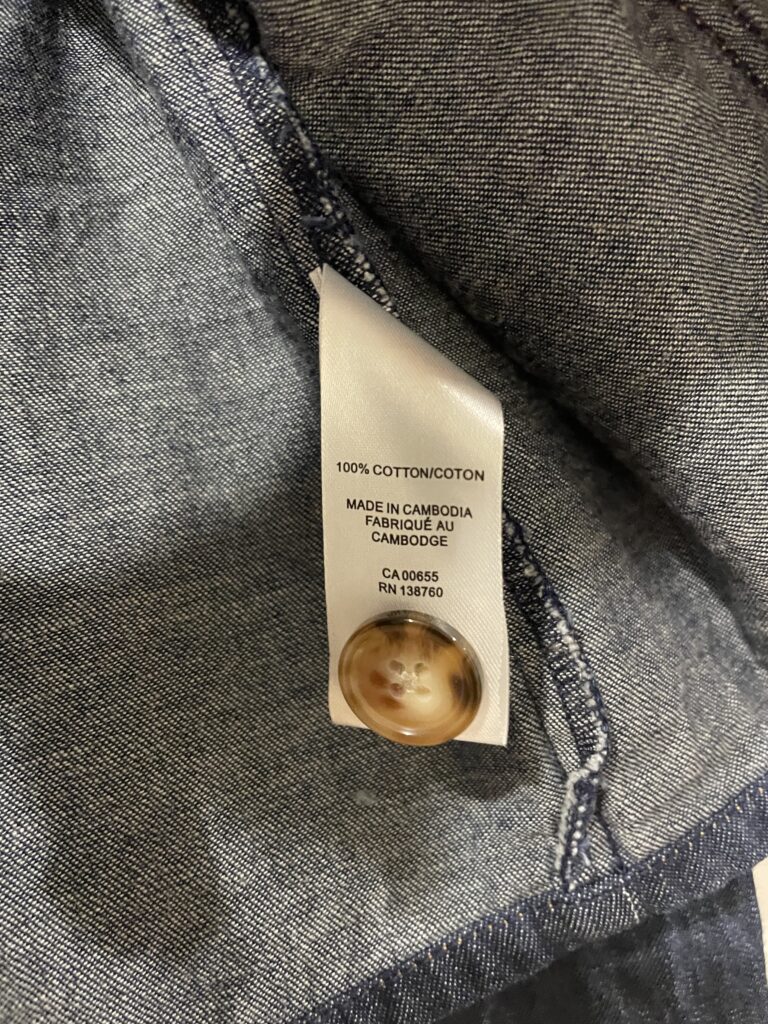 100% COTTON/COTON
MADE IN CAMBODIA
FABRIQUÉ AU
CAMBODGE
CA 00655
RN 138760